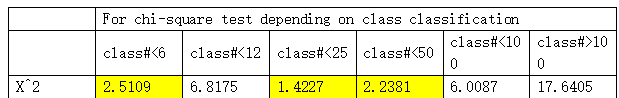 For chi-square test depending on class classification
class#<6 class#<12 class#<25 class#<50 class#<10
0 class#>10
0
X^2 2.5109 6.8175 1.4227 2.2381 6.0087 17.6405